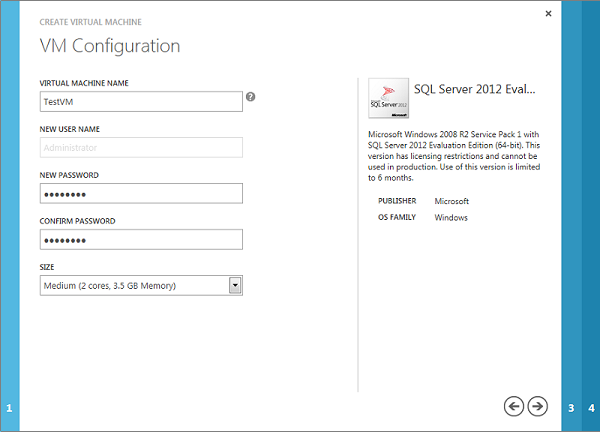 CREATE VIRTUAL MACHINE
VM Configuration
VIRTUAL MACHINE NAME
TestVM
NEW USER NAME
Administrator
NEW PASSWORD
●●●●●●●●
CONFIRM PASSWORD
●●●●●●●●
SIZE
Medium (2 cores, 3.5 GB Memory)
SQL Server 2012
Microsoft
SQL Server 2012 Eval...
Microsoft Windows 2008 R2 Service Pack 1 with
SQL Server 2012 Evaluation Edition (64-bit). This
version has licensing restrictions and cannot be
used in production. Use of this version is limited
to 6 months.
PUBLISHER Microsoft
OS FAMILY Windows
1
3
4